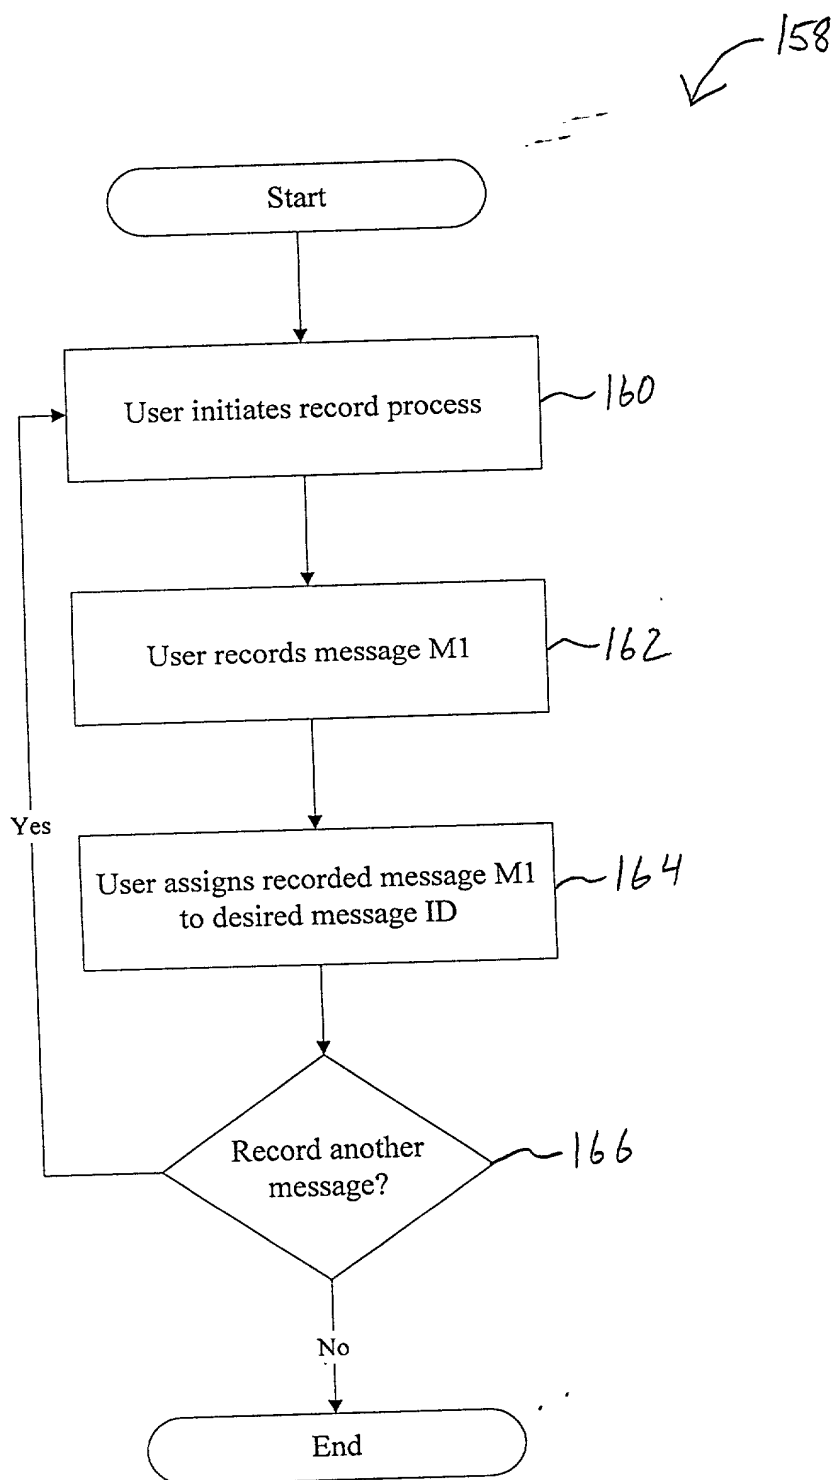 158
Start
User initiates record process
160
User records message M1
162
Yes
User assigns recorded message M1
to desired message ID
164
Record another
message?
166
No
End